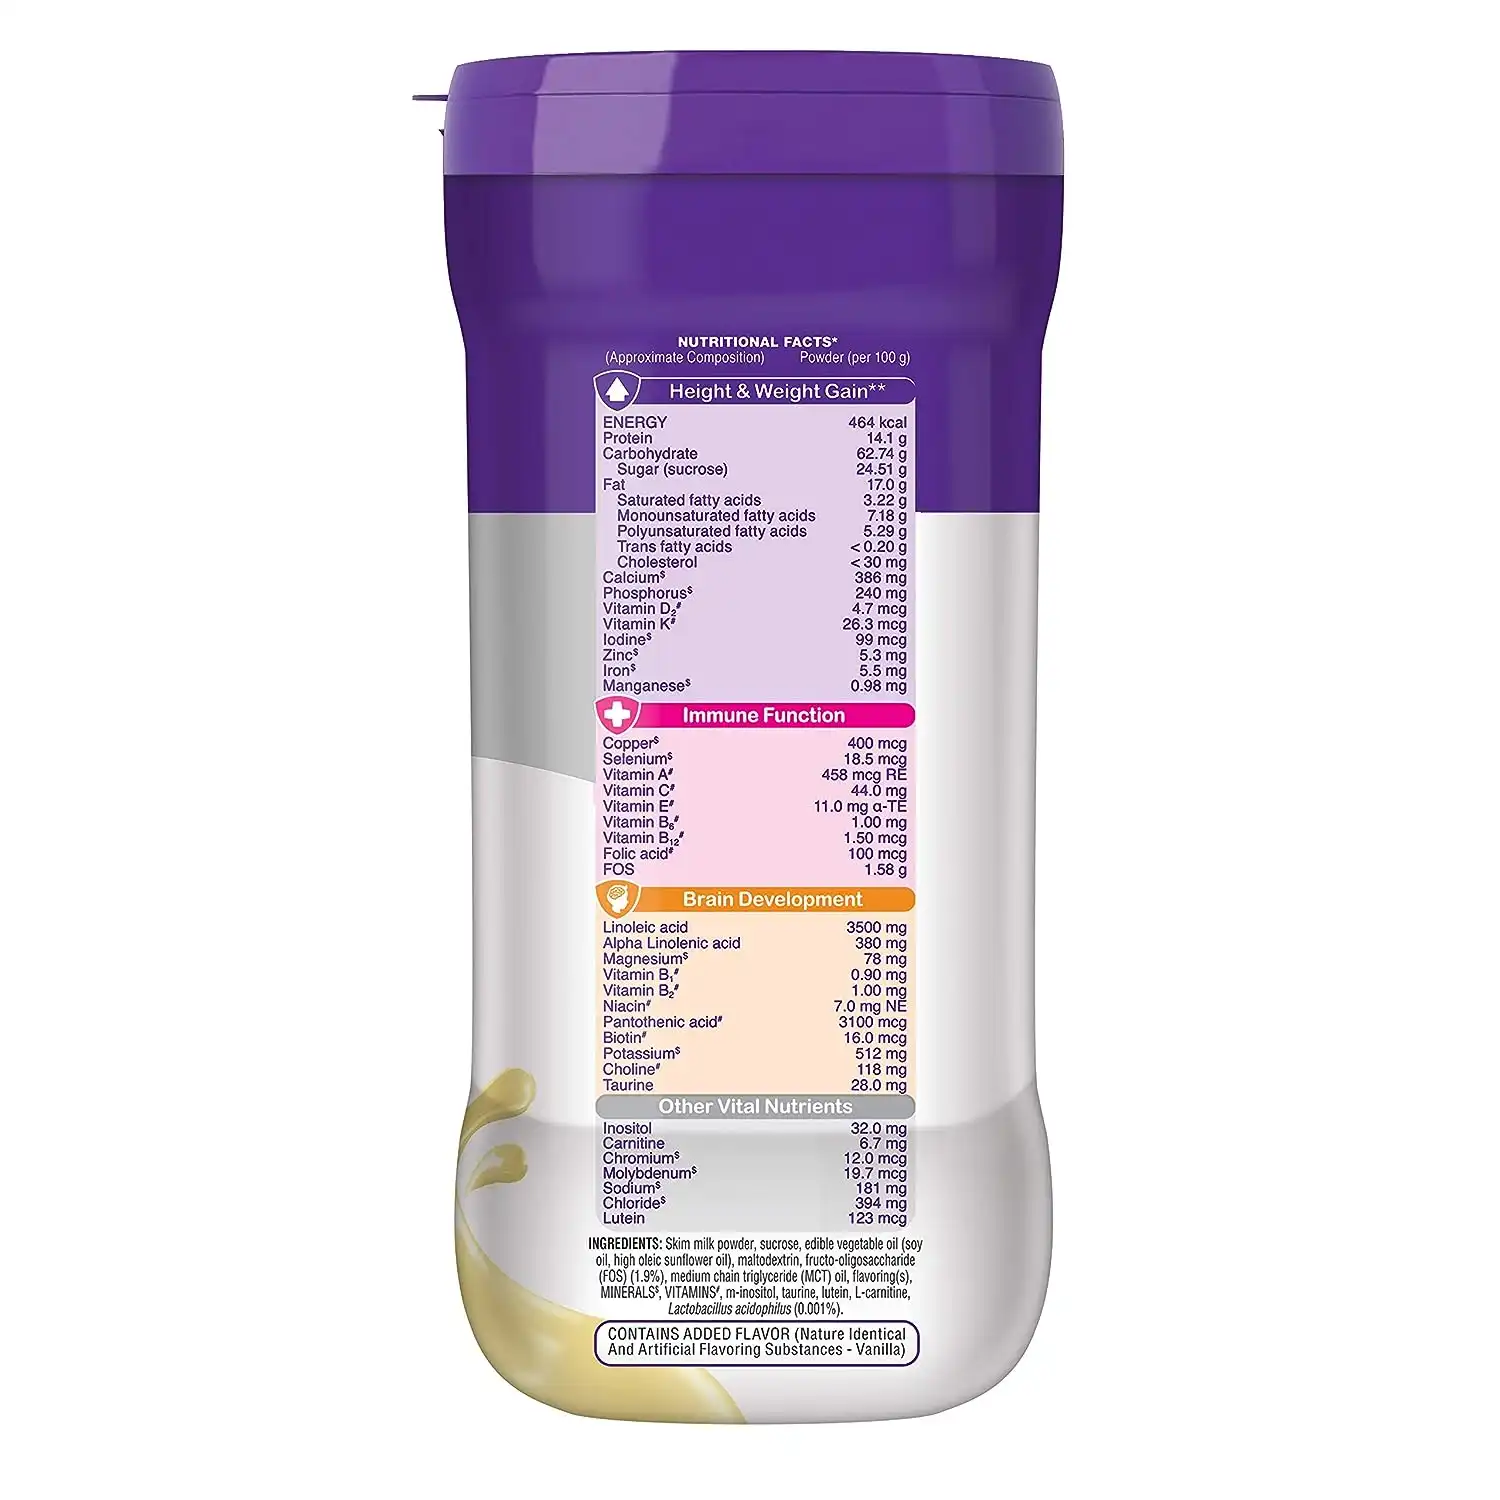 NUTRITIONAL FACTS*
(Approximate Composition) Powder (per 100 g)
Height & Weight Gain**
ENERGY 464 kcal
Protein 14.1 g
Carbohydrate 62.74 g
Sugar (sucrose) 24.51 g
Fat 17.0 g
Saturated fatty acids 3.22 g
Monounsaturated fatty acids 7.18 g
Polyunsaturated fatty acids 5.29 g
Trans fatty acids < 0.20 g
Cholesterol < 30 mg
Calcium$ 386 mg
Phosphorus$ 240 mg
Vitamin D2# 4.7 mcg
Vitamin K# 26.3 mcg
Iodine$ 99 mcg
Zinc$ 5.3 mg
Iron$ 5.5 mg
Manganese$ 0.98 mg
Immune Function
Copper$ 400 mcg
Selenium$ 18.5 mcg
Vitamin A# 458 mcg RE
Vitamin C# 44.0 mg
Vitamin E# 11.0 mg α-TE
Vitamin B6# 1.00 mg
Vitamin B12# 1.50 mcg
Folic acid# 100 mcg
FOS 1.58 g
Brain Development
Linoleic acid 3500 mg
Alpha Linolenic acid 380 mg
Magnesium$ 78 mg
Vitamin B1# 0.90 mg
Vitamin B2# 1.00 mg
Niacin# 7.0 mg NE
Pantothenic acid# 3100 mcg
Biotin# 16.0 mcg
Potassium$ 512 mg
Choline# 118 mg
Taurine 28.0 mg
Other Vital Nutrients
Inositol 32.0 mg
Carnitine 6.7 mg
Chromium$ 12.0 mcg
Molybdenum$ 19.7 mcg
Sodium$ 181 mg
Chloride$ 394 mg
Lutein 123 mcg
INGREDIENTS: Skim milk powder, sucrose, edible vegetable oil (soy
oil, high oleic sunflower oil), maltodextrin, fructo-oligosaccharide
(FOS) (1.9%), medium chain triglyceride (MCT) oil, flavoring(s),
MINERALS$, VITAMINS#, m-inositol, taurine, lutein, L-carnitine,
Lactobacillus acidophilus (0.001%).
CONTAINS ADDED FLAVOR (Nature Identical
And Artificial Flavoring Substances - Vanilla)